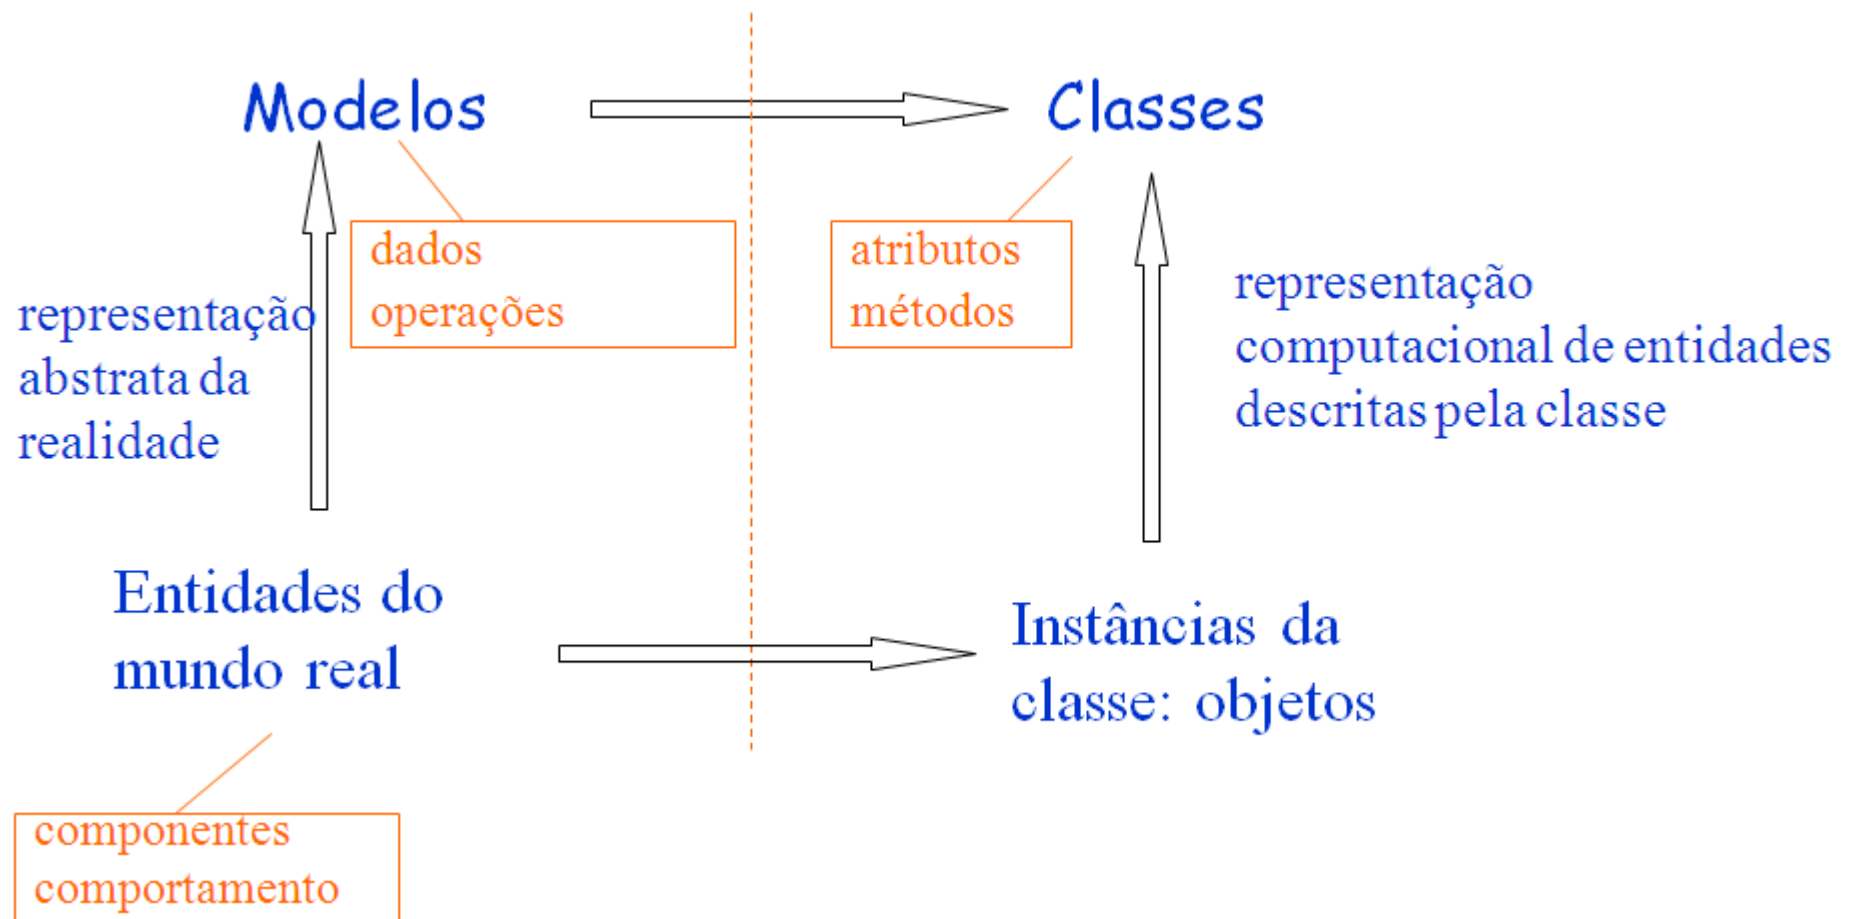 Modelos
Classes
dados
operações
atributos
métodos
representação
abstrata da
realidade
representação
computacional de entidades
descritas pela classe
Entidades do
mundo real
Instâncias da
classe: objetos
componentes
comportamento